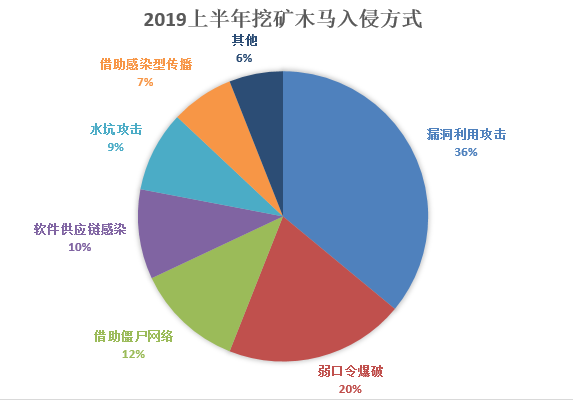 2019上半年挖矿木马入侵方式
其他
6%
借助感染型传播
7%
漏洞利用攻击
36%
水坑攻击
9%
软件供应链感染
10%
借助僵尸网络
12%
弱口令爆破
20%